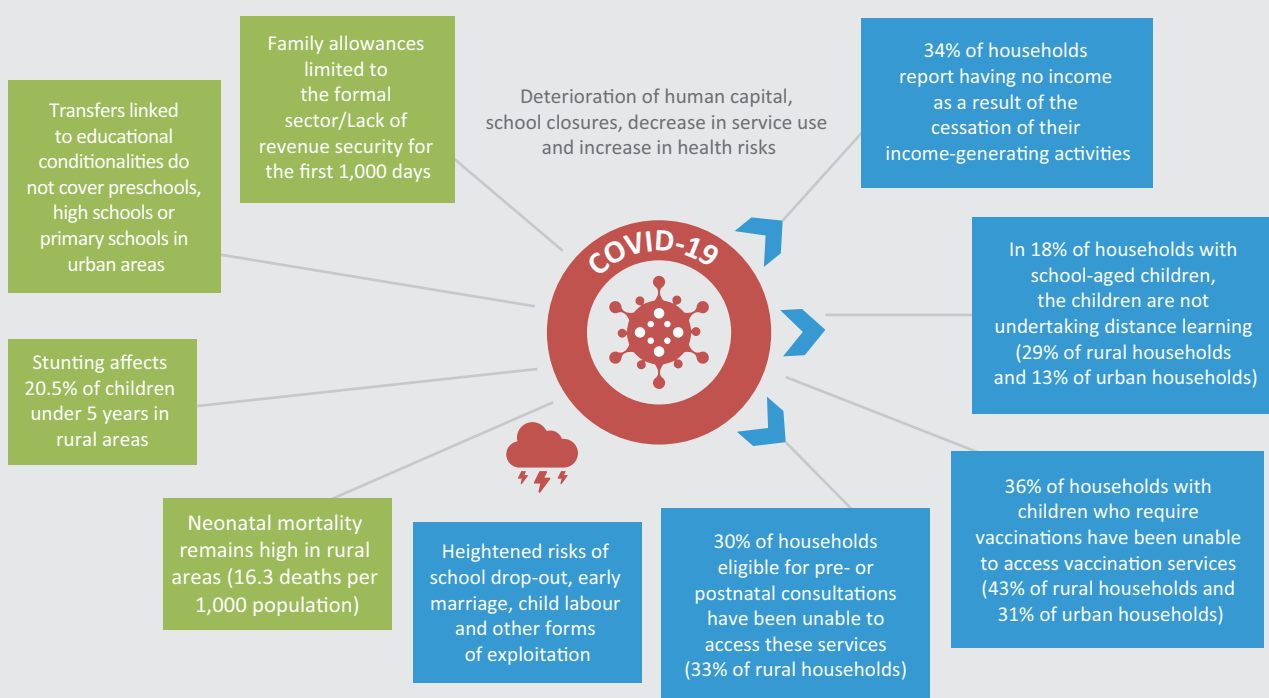 Family allowances
limited to
the formal
sector/Lack of
revenue security for
the first 1,000 days
Transfers linked
to educational
conditionalities do
not cover preschools,
high schools or
primary schools in
urban areas
Stunting affects
20.5% of children
under 5 years in
rural areas
Neonatal mortality
remains high in rural
areas (16.3 deaths per
1,000 population)
Deterioration of human capital,
school closures, decrease in service use
and increase in health risks
COVID-19
34% of households
report having no income
as a result of the
cessation of their
income-generating activities
In 18% of households with
school-aged children,
the children are not
undertaking distance learning
(29% of rural households
and 13% of urban households)
36% of households with
children who require
vaccinations have been unable
to access vaccination services
(43% of rural households and
31% of urban households)
30% of households
eligible for pre- or
postnatal consultations
have been unable to
access these services
(33% of rural households)
Heightened risks of
school drop-out, early
marriage, child labour
and other forms
of exploitation